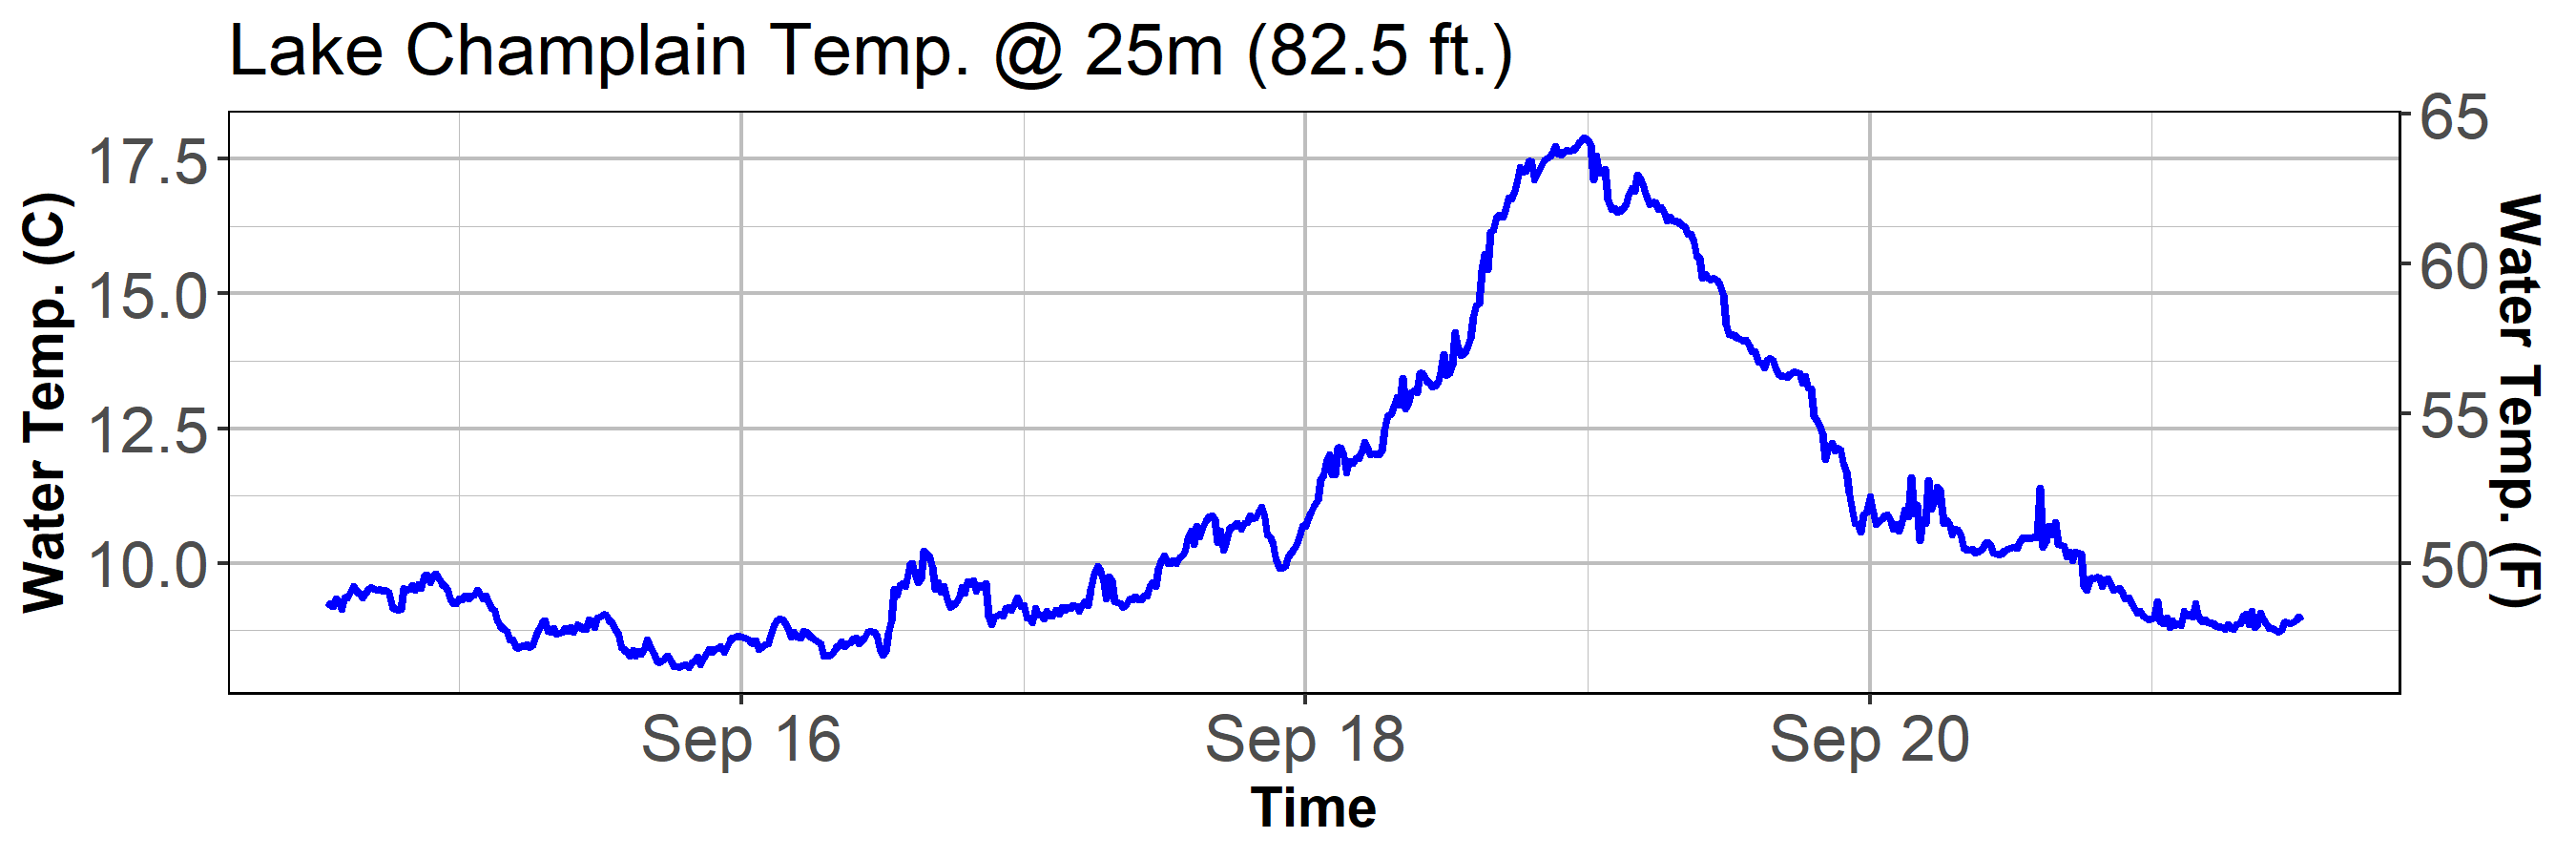 Lake Champlain Temp. @ 25m (82.5 ft.)
Water Temp. (C)
17.5
15.0
12.5
10.0
65
60
55
50
Water Temp. (F)
Sep 16 Sep 18 Sep 20
Time